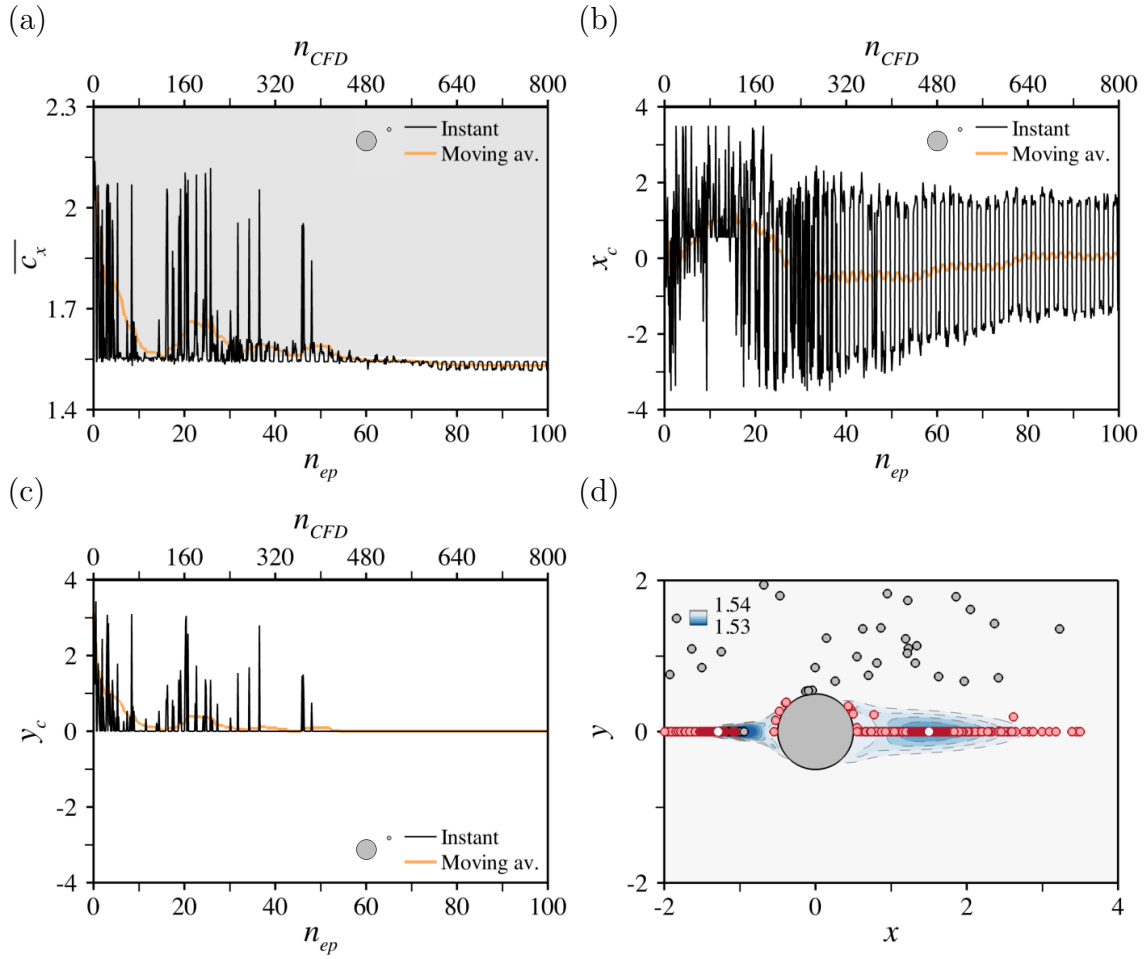 (a)
n_CFD
0 160 320 480 640 800
2.3
2
1.7
1.4
c_x
Instant
Moving av.
0 20 40 60 80 100
n_ep
(b)
n_CFD
0 160 320 480 640 800
4
2
0
-2
-4
x_c
Instant
Moving av.
0 20 40 60 80 100
n_ep
(c)
n_CFD
0 160 320 480 640 800
4
2
0
-2
-4
y_c
Instant
Moving av.
0 20 40 60 80 100
n_ep
(d)
2
0
-2
y
1.54
1.53
-2 0 2 4
x